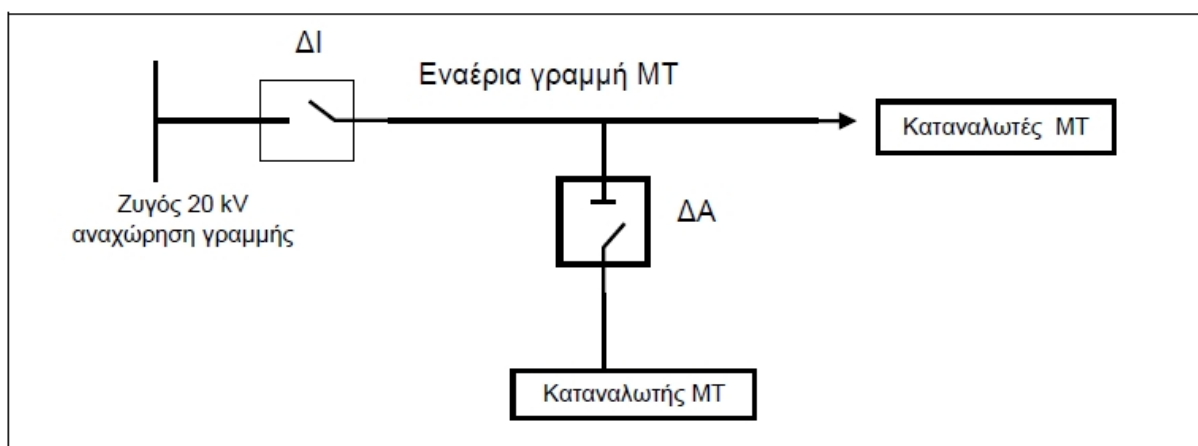 ΔΙ
Εναέρια γραμμή ΜΤ
Καταναλωτές ΜΤ
Ζυγός 20 kV
αναχώρηση γραμμής
ΔΑ
Καταναλωτής ΜΤ